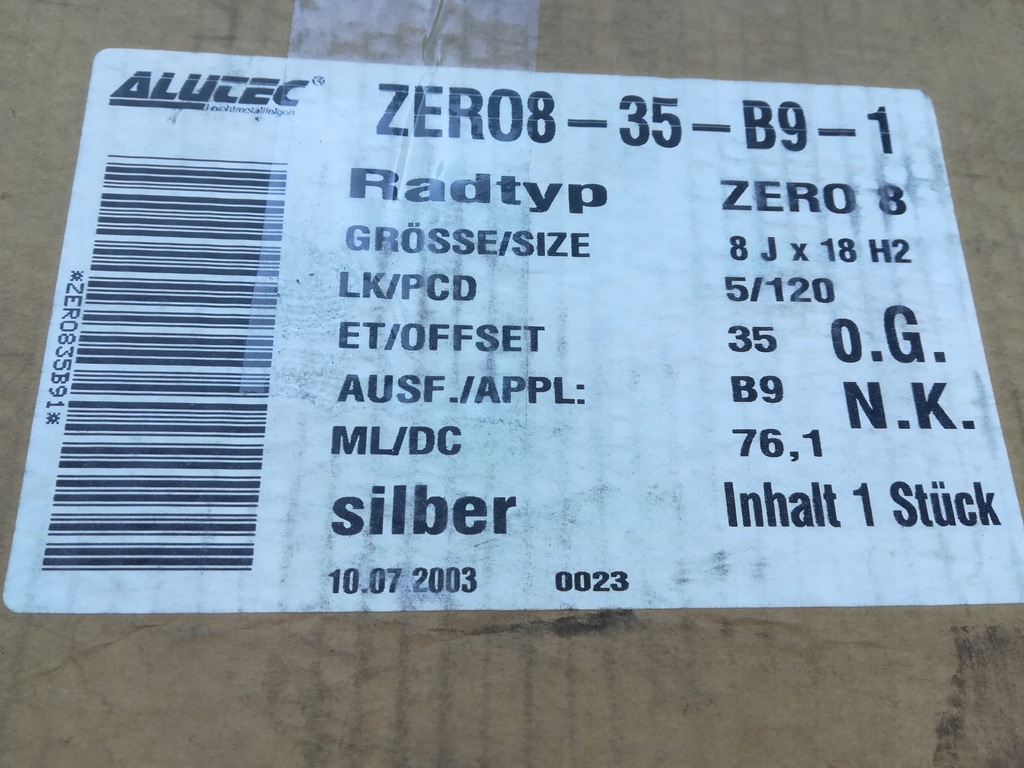 ALUTEC®
Leichtmetallfelgen
ZERO8-35-B9-1
Radtyp ZERO 8
GRÖSSE/SIZE 8 J x 18 H2
LK/PCD 5/120
ET/OFFSET 35 O.G.
AUSF./APPL: B9 N.K.
ML/DC 76,1
silber Inhalt 1 Stück
10.07.2003 0023
*ZERO835B91*